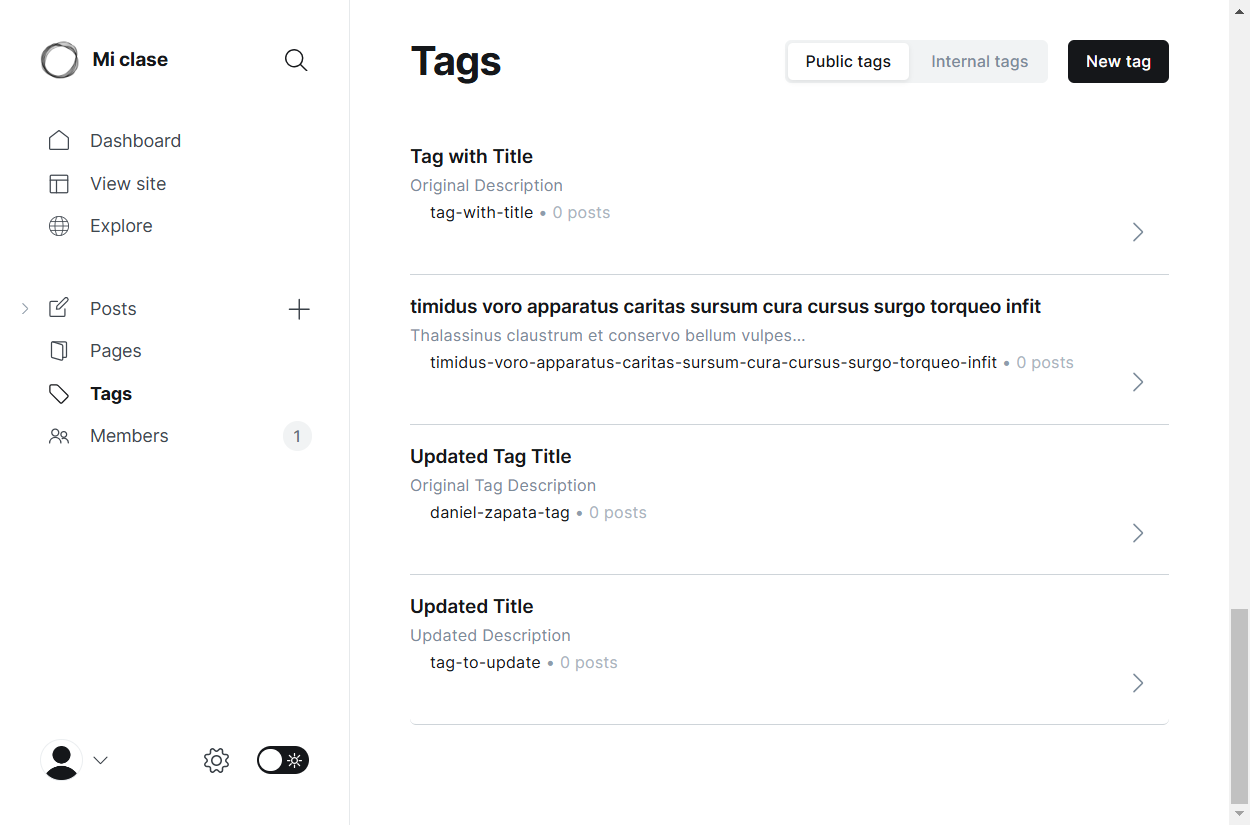 Mi clase
Dashboard
View site
Explore
Posts
Pages
Tags
Members
1
Tags
Public tags
Internal tags
New tag
Tag with Title
Original Description
tag-with-title • 0 posts
timidus voro apparatus caritas sursum cura cursus surgo torqueo infit
Thalassinus claustrum et conservo bellum vulpes...
timidus-voro-apparatus-caritas-sursum-cura-cursus-surgo-torqueo-infit • 0 posts
Updated Tag Title
Original Tag Description
daniel-zapata-tag • 0 posts
Updated Title
Updated Description
tag-to-update • 0 posts